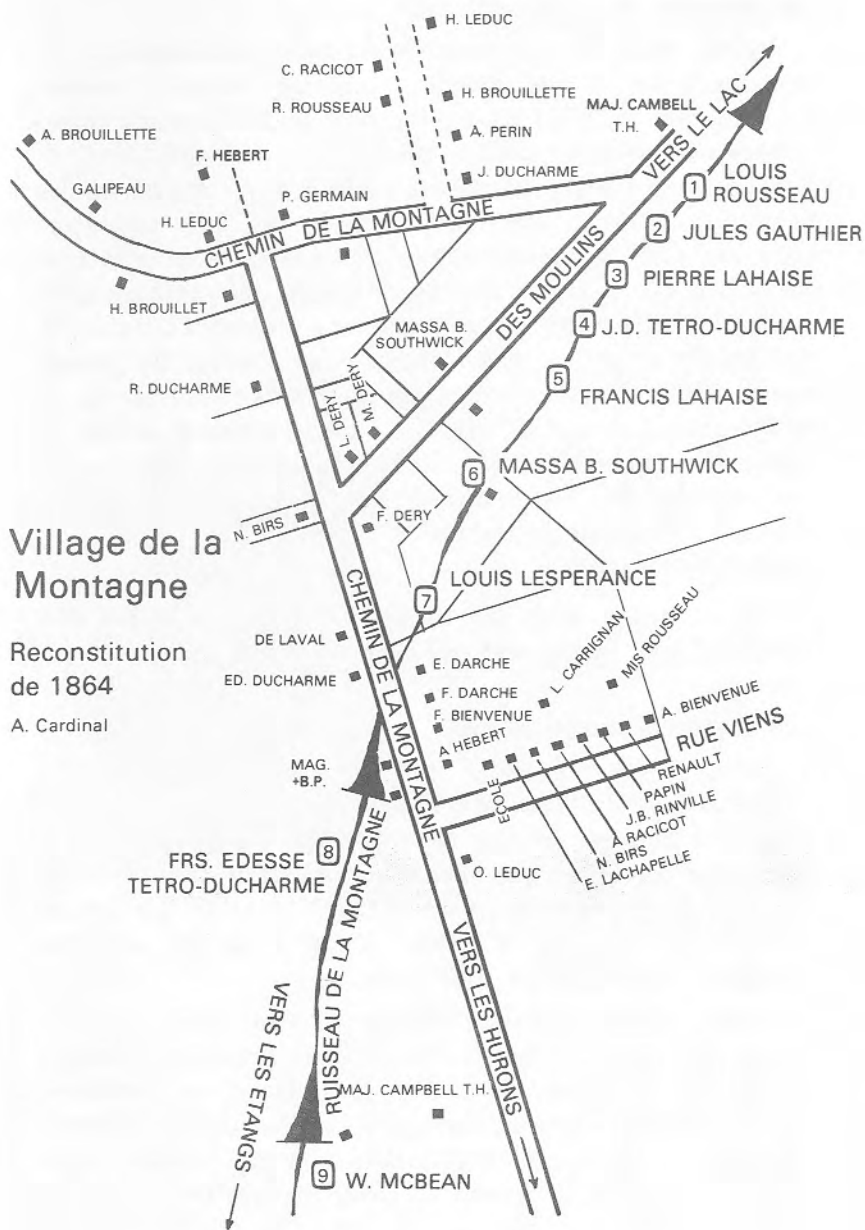 H. LEDUC
C. RACICOT
R. ROUSSEAU
H. BROUILLETTE
A. PERIN
J. DUCHARME
MAJ. CAMBELL
T.H.
VERS LE LAC
A. BROUILLETTE
F. HEBERT
GALIPEAU
P. GERMAIN
H. LEDUC
CHEMIN DE LA MONTAGNE
H. BROUILLET
R. DUCHARME
1
LOUIS
ROUSSEAU
2
JULES GAUTHIER
3
PIERRE LAHAISE
4
J.D. TETRO-DUCHARME
5
FRANCIS LAHAISE
DES MOULINS
MASSA B.
SOUTHWICK
L. DERY
M. DERY
6
MASSA B. SOUTHWICK
N. BIRS
F. DERY
Village de la
Montagne
Reconstitution
de 1864
A. Cardinal
7
LOUIS LESPERANCE
CHEMIN DE LA MONTAGNE
DE LAVAL
ED. DUCHARME
E. DARCHE
F. DARCHE
F. BIENVENUE
A HEBERT
L. CARRIGNAN
MIS ROUSSEAU
A. BIENVENUE
RUE VIENS
ECOLE
RENAULT
PAPIN
J.B. RINVILLE
A RACICOT
N. BIRS
E. LACHAPELLE
MAG.
+B.P.
8
FRS. EDESSE
TETRO-DUCHARME
O. LEDUC
RUISSEAU DE LA MONTAGNE
VERS LES ETANGS
VERS LES HURONS
MAJ. CAMPBELL T.H.
9
W. MCBEAN